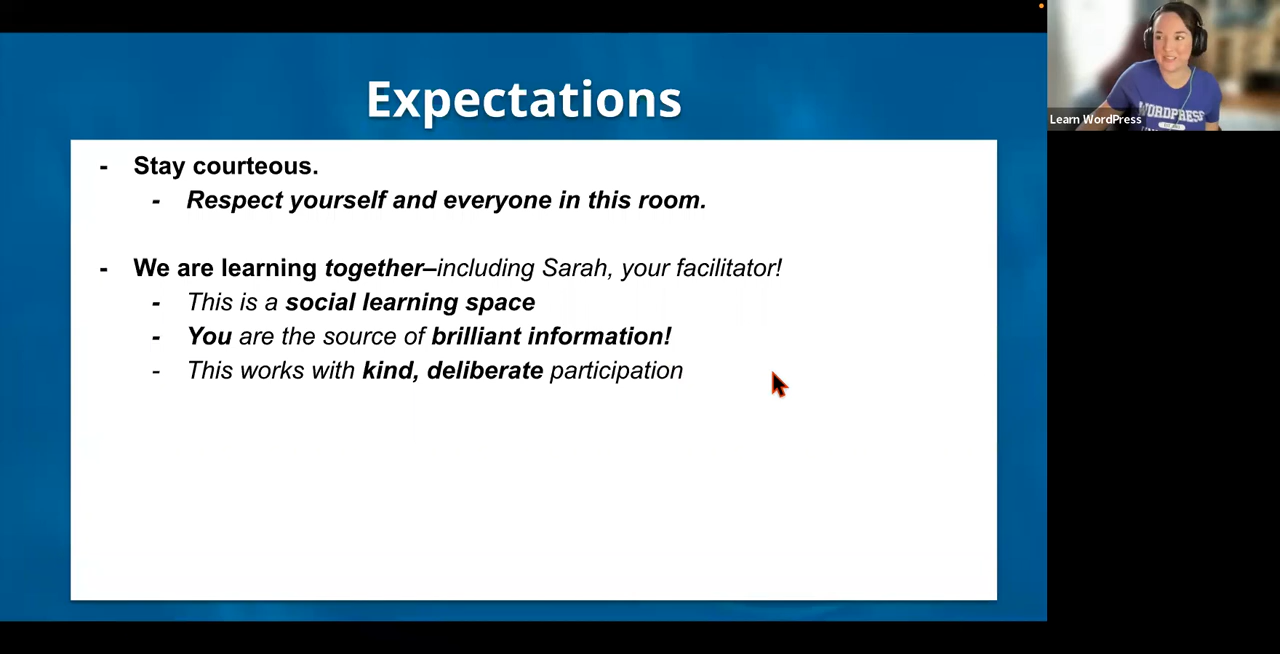 Expectations
- Stay courteous.
- Respect yourself and everyone in this room.
- We are learning together–including Sarah, your facilitator!
- This is a social learning space
- You are the source of brilliant information!
- This works with kind, deliberate participation
WORDPRESS
Learn WordPress